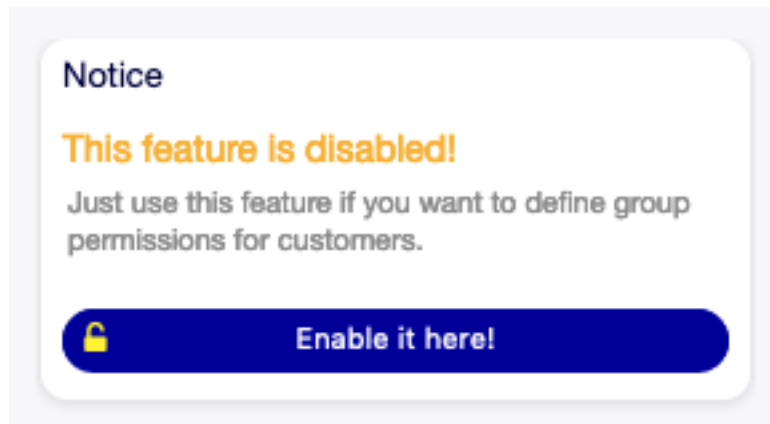 Notice
This feature is disabled!
Just use this feature if you want to define group
permissions for customers.
Enable it here!